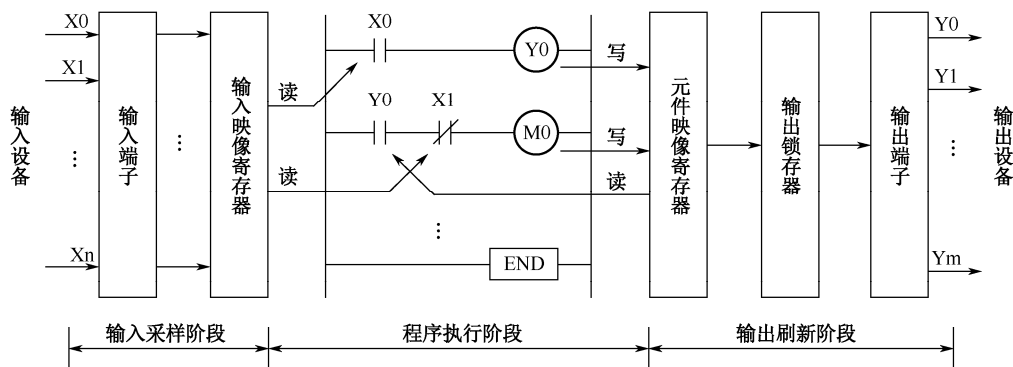 X0
X1
⋮
Xn
输入设备
输入端子
⋮
输入映像寄存器
读
读
X0
Y0
写
Y0
X1
M0
写
读
⋮
END
元件映像寄存器
输出锁存器
输出端子
Y0
Y1
⋮
Ym
输出设备
输入采样阶段
程序执行阶段
输出刷新阶段